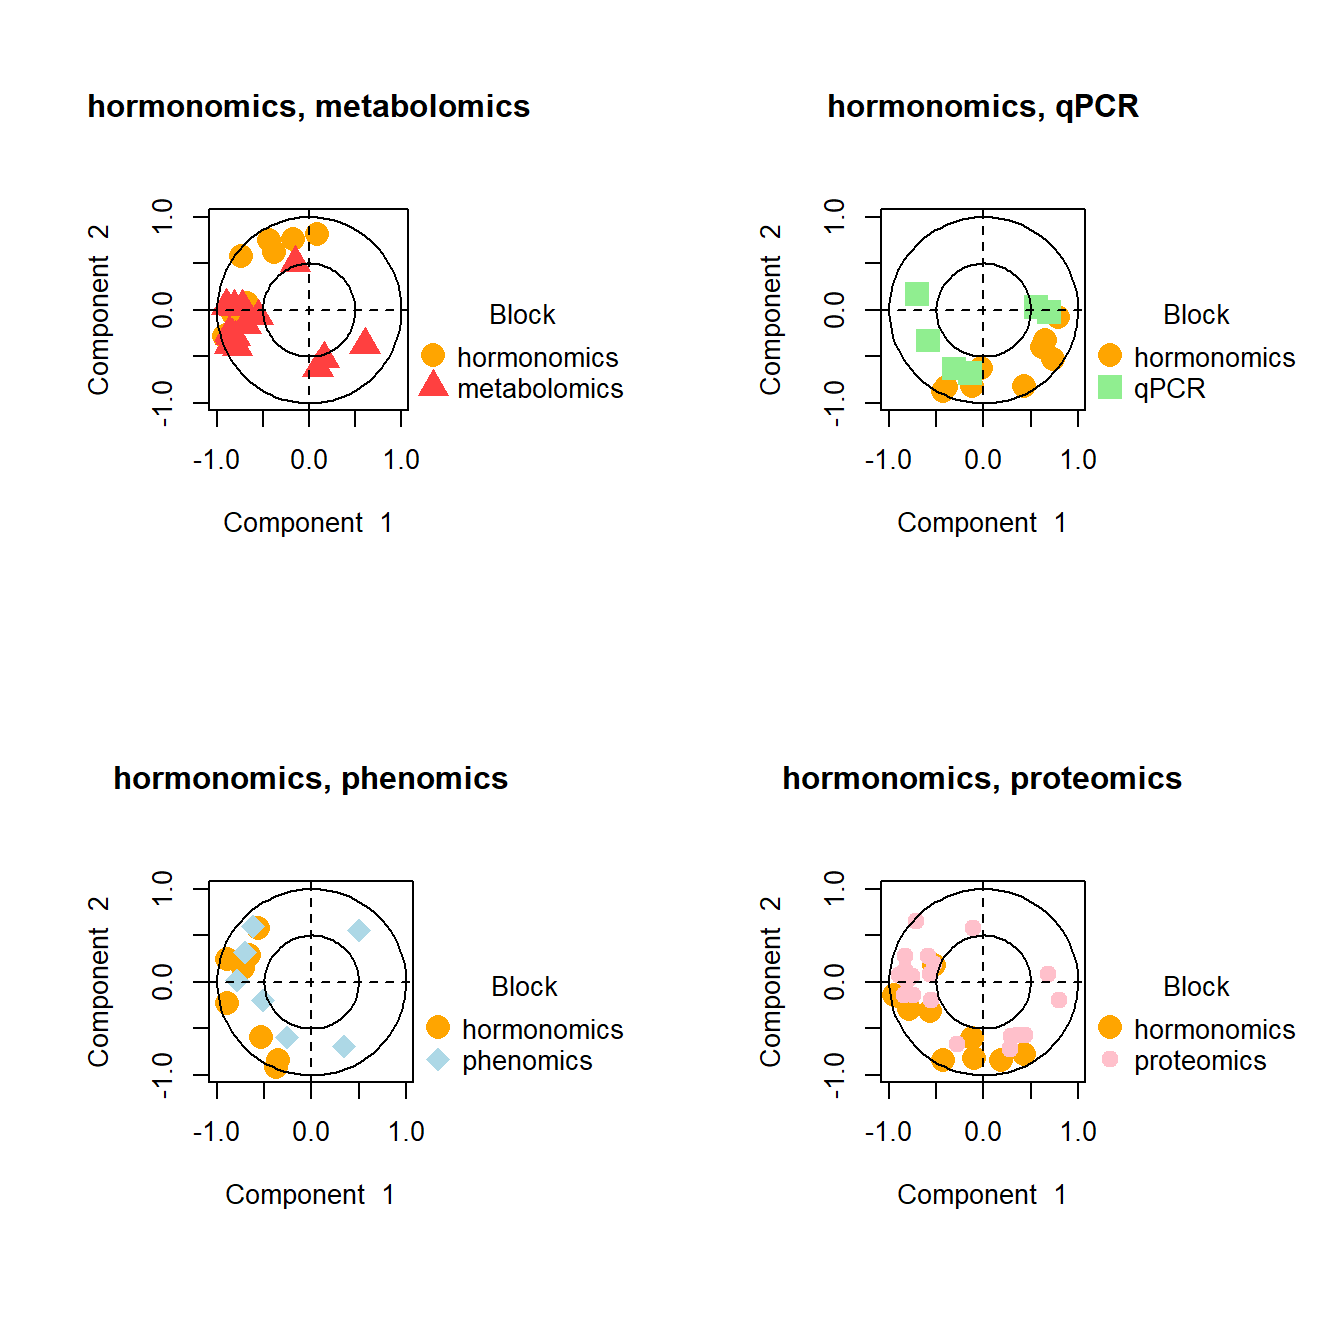 hormonomics, metabolomics
Component 2
1.0
0.0
-1.0
-1.0 0.0 1.0
Component 1
Block
hormonomics
metabolomics
hormonomics, qPCR
Component 2
1.0
0.0
-1.0
-1.0 0.0 1.0
Component 1
Block
hormonomics
qPCR
hormonomics, phenomics
Component 2
1.0
0.0
-1.0
-1.0 0.0 1.0
Component 1
Block
hormonomics
phenomics
hormonomics, proteomics
Component 2
1.0
0.0
-1.0
-1.0 0.0 1.0
Component 1
Block
hormonomics
proteomics